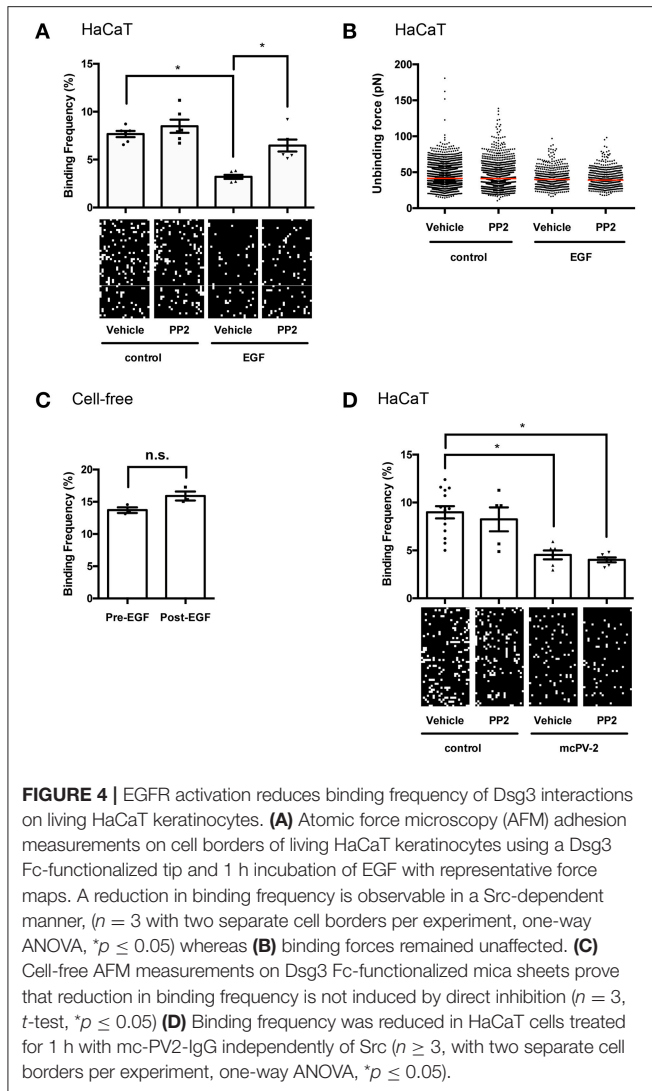 A HaCaT
*
*
Binding Frequency (%)
15
10
5
0
Vehicle PP2 Vehicle PP2
control EGF
B HaCaT
Unbinding force (pN)
200
150
100
50
0
Vehicle PP2 Vehicle PP2
control EGF
C Cell-free
n.s.
Binding Frequency (%)
20
15
10
5
0
Pre-EGF Post-EGF
D HaCaT
*
*
Binding Frequency (%)
15
10
5
0
Vehicle PP2 Vehicle PP2
control mcPV-2
FIGURE 4 | EGFR activation reduces binding frequency of Dsg3 interactions
on living HaCaT keratinocytes. (A) Atomic force microscopy (AFM) adhesion
measurements on cell borders of living HaCaT keratinocytes using a Dsg3
Fc-functionalized tip and 1 h incubation of EGF with representative force
maps. A reduction in binding frequency is observable in a Src-dependent
manner, (n = 3 with two separate cell borders per experiment, one-way
ANOVA, *p ≤ 0.05) whereas (B) binding forces remained unaffected. (C)
Cell-free AFM measurements on Dsg3 Fc-functionalized mica sheets prove
that reduction in binding frequency is not induced by direct inhibition (n = 3,
t-test, *p ≤ 0.05) (D) Binding frequency was reduced in HaCaT cells treated
for 1 h with mc-PV2-IgG independently of Src (n ≥ 3, with two separate cell
borders per experiment, one-way ANOVA, *p ≤ 0.05).